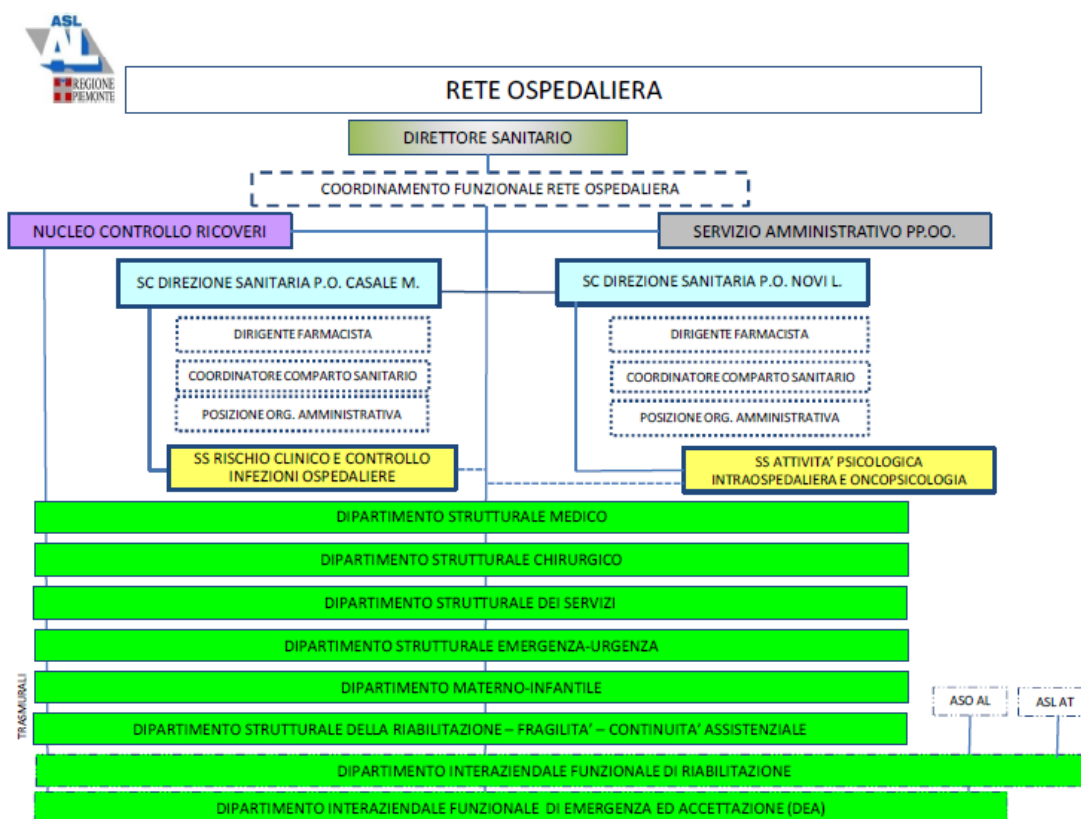 ASL
AL
REGIONE
PIEMONTE
RETE OSPEDALIERA
DIRETTORE SANITARIO
COORDINAMENTO FUNZIONALE RETE OSPEDALIERA
NUCLEO CONTROLLO RICOVERI
SERVIZIO AMMINISTRATIVO PP.OO.
SC DIREZIONE SANITARIA P.O. CASALE M.
SC DIREZIONE SANITARIA P.O. NOVI L.
DIRIGENTE FARMACISTA
DIRIGENTE FARMACISTA
COORDINATORE COMPARTO SANITARIO
COORDINATORE COMPARTO SANITARIO
POSIZIONE ORG. AMMINISTRATIVA
POSIZIONE ORG. AMMINISTRATIVA
SS RISCHIO CLINICO E CONTROLLO
INFEZIONI OSPEDALIERE
SS ATTIVITA’ PSICOLOGICA
INTRAOSPEDALIERA E ONCOPSICOLOGIA
DIPARTIMENTO STRUTTURALE MEDICO
DIPARTIMENTO STRUTTURALE CHIRURGICO
DIPARTIMENTO STRUTTURALE DEI SERVIZI
DIPARTIMENTO STRUTTURALE EMERGENZA-URGENZA
TRASMURALI
DIPARTIMENTO MATERNO-INFANTILE
ASO AL
ASL AT
DIPARTIMENTO STRUTTURALE DELLA RIABILITAZIONE – FRAGILITA’ – CONTINUITA’ ASSISTENZIALE
DIPARTIMENTO INTERAZIENDALE FUNZIONALE DI RIABILITAZIONE
DIPARTIMENTO INTERAZIENDALE FUNZIONALE DI EMERGENZA ED ACCETTAZIONE (DEA)